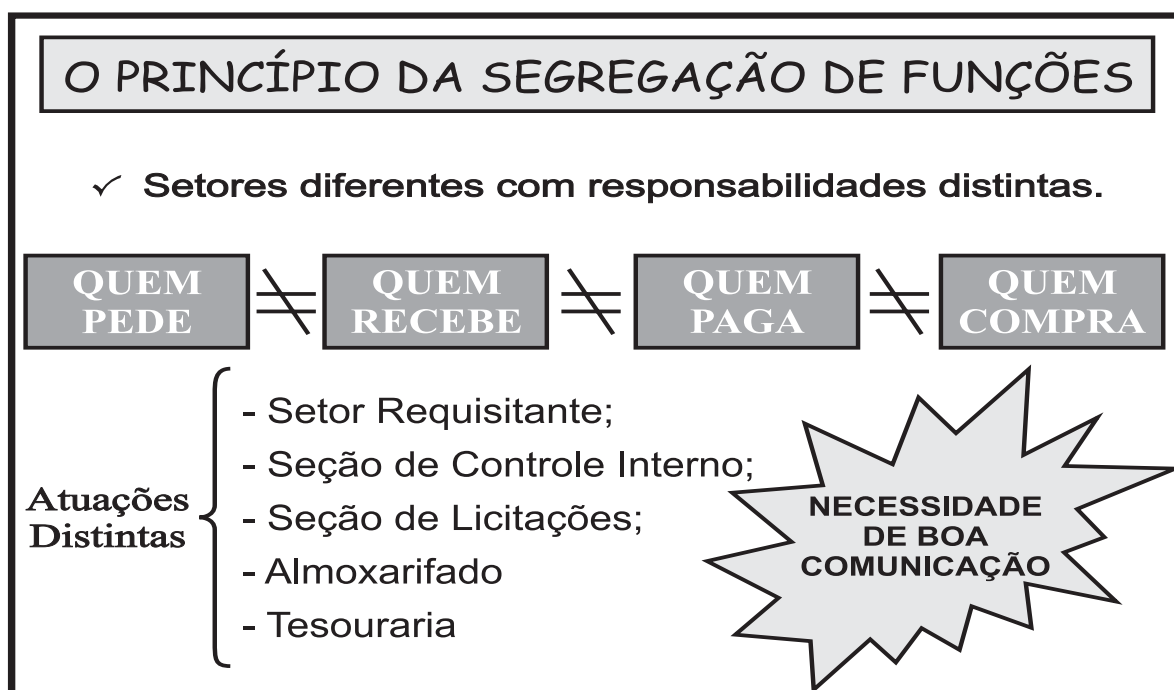 O PRINCÍPIO DA SEGREGAÇÃO DE FUNÇÕES
✓ Setores diferentes com responsabilidades distintas.
QUEM PEDE ≠ QUEM RECEBE ≠ QUEM PAGA ≠ QUEM COMPRA
Atuações
Distintas
- Setor Requisitante;
- Seção de Controle Interno;
- Seção de Licitações;
- Almoxarifado
- Tesouraria
NECESSIDADE
DE BOA
COMUNICAÇÃO